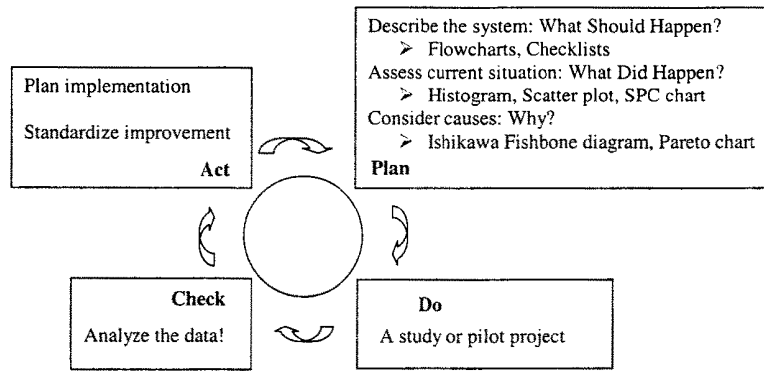 Describe the system: What Should Happen?
➢ Flowcharts, Checklists
Assess current situation: What Did Happen?
➢ Histogram, Scatter plot, SPC chart
Consider causes: Why?
➢ Ishikawa Fishbone diagram, Pareto chart
Plan
Plan implementation
Standardize improvement
Act
Check
Analyze the data!
Do
A study or pilot project